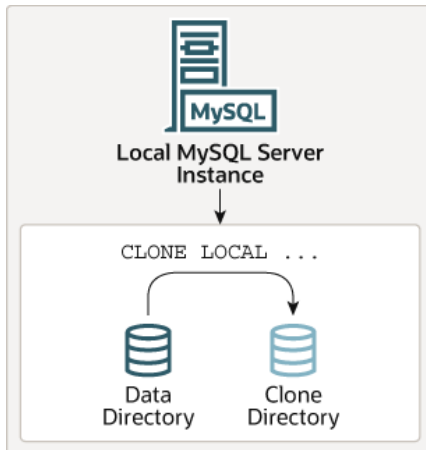 MySQL
Local MySQL Server
Instance
CLONE LOCAL ...
Data
Directory
Clone
Directory